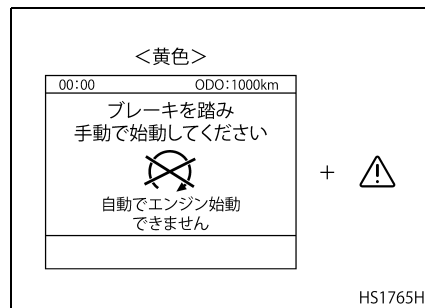 ＜黄色＞
00:00 ODO:1000km
ブレーキを踏み
手動で始動してください
自動でエンジン始動
できません
+
HS1765H